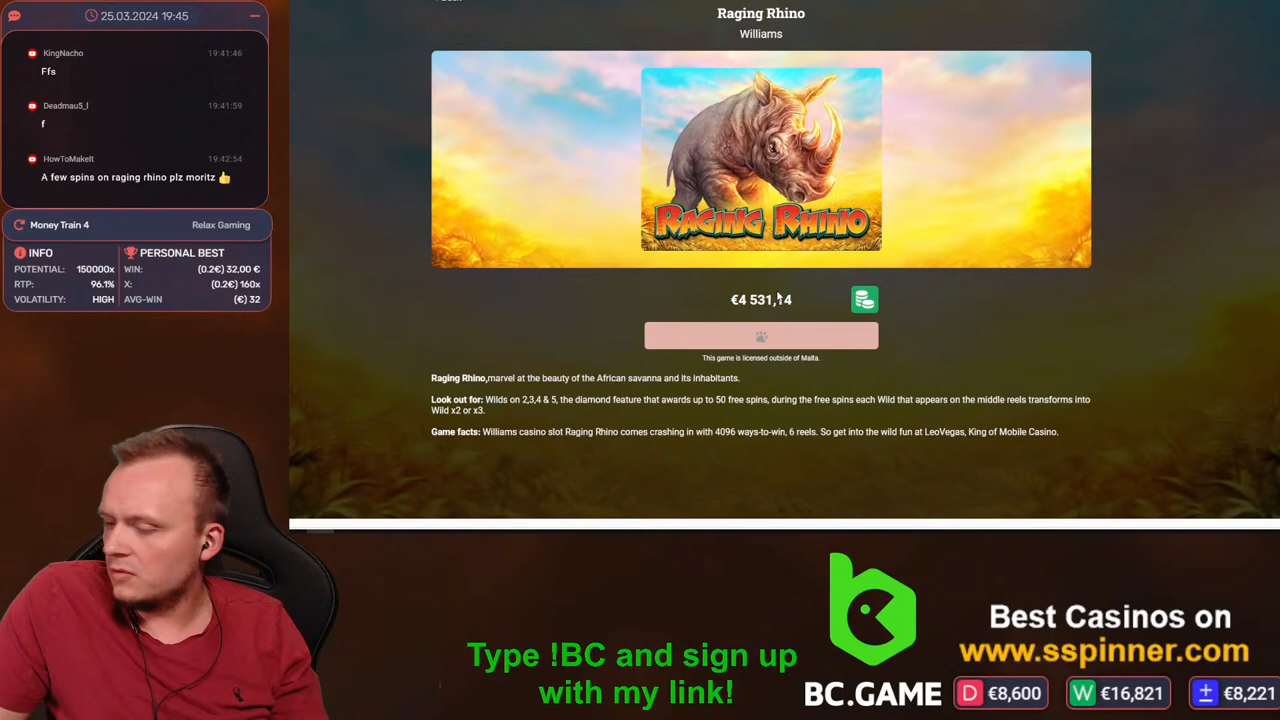 25.03.2024 19:45
KingNacho 19:41:46
Ffs
Deadmau5_l 19:41:59
f
HowToMakeIt 19:42:54
A few spins on raging rhino plz moritz 👍
Money Train 4 Relax Gaming
INFO
POTENTIAL: 150000x
RTP: 96.1%
VOLATILITY: HIGH
PERSONAL BEST
WIN: (0.2€) 32,00 €
X: (0.2€) 160x
AVG-WIN (€) 32
Raging Rhino
Williams
RAGING RHINO
€4 531,14
This game is licensed outside of Malta.
Raging Rhino,marvel at the beauty of the African savanna and its inhabitants.
Look out for: Wilds on 2,3,4 & 5, the diamond feature that awards up to 50 free spins, during the free spins each Wild that appears on the middle reels transforms into
Wild x2 or x3.
Game facts: Williams casino slot Raging Rhino comes crashing in with 4096 ways-to-win, 6 reels. So get into the wild fun at LeoVegas, King of Mobile Casino.
Type !BC and sign up
with my link!
BC.GAME
Best Casinos on
www.sspinner.com
D €8,600 W €16,821 ± €8,221